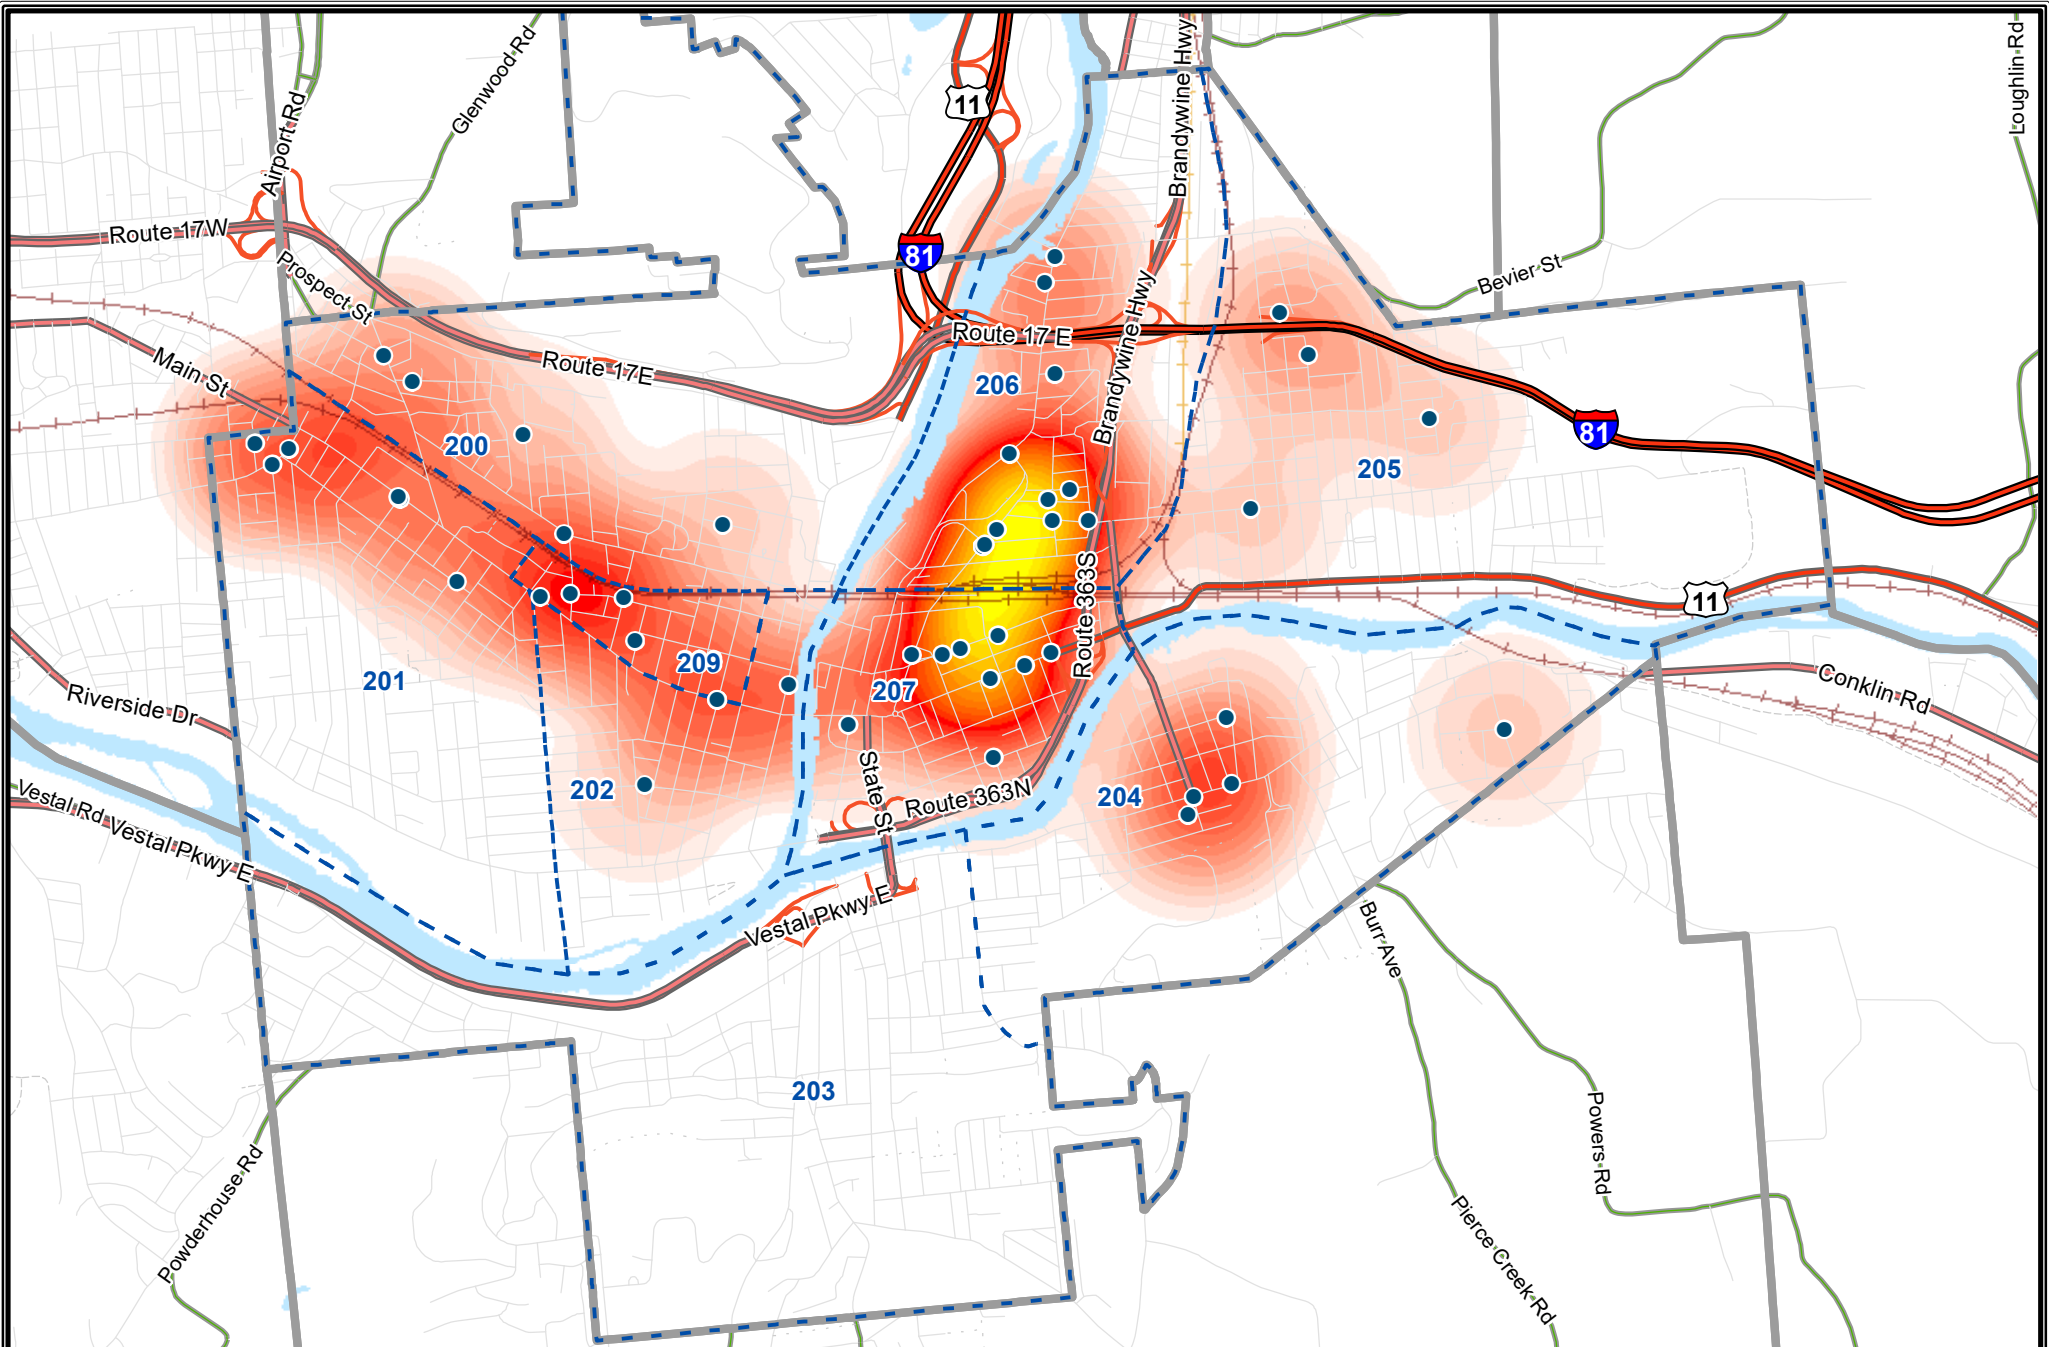 Glenwood Rd
Brandywine Hwy
Loughlin Rd
11
Airport Rd
Route 17W
81
Prospect St
Bevier St
Main St
Route 17E
Route 17 E
Brandywine Hwy
206
200
81
205
Route 363S
11
201
209
207
Riverside Dr
Conklin Rd
State St
202
204
Route 363N
Vestal Rd
Vestal Pkwy E
Vestal Pkwy E
Burr Ave
203
Powers Rd
Powderhouse Rd
Pierce Creek Rd